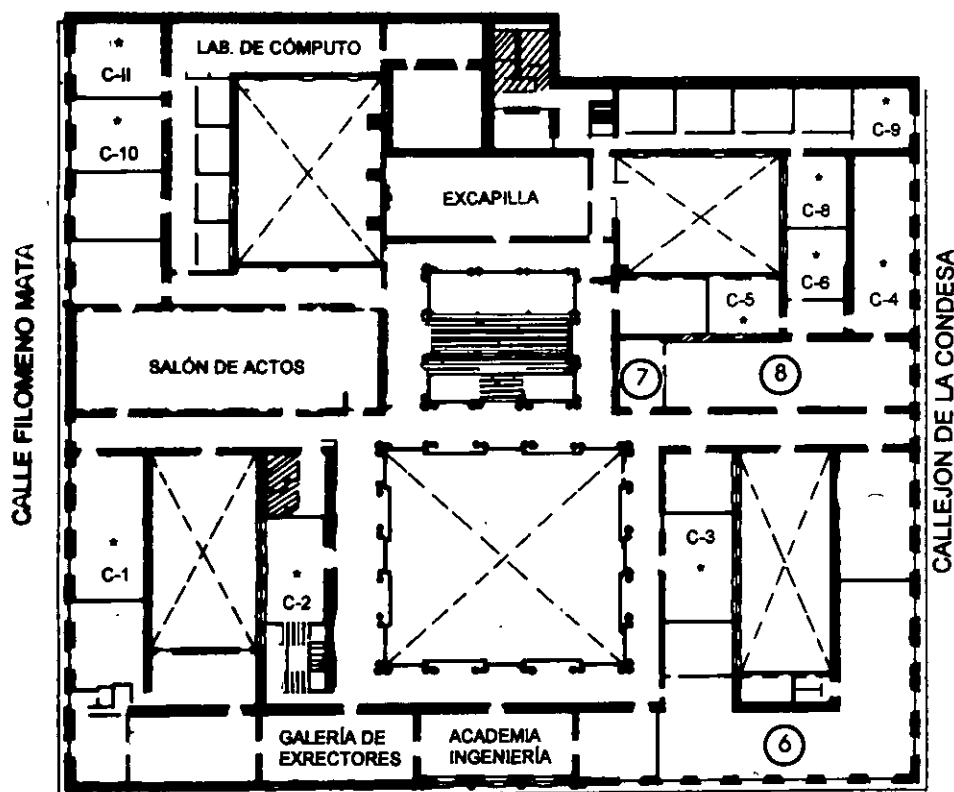 LAB. DE CÓMPUTO
C-11
C-10
C-9
EXCAPILLA
C-8
C-6
C-5
C-4
CALLE FILOMENO MATA
CALLEJON DE LA CONDESA
SALÓN DE ACTOS
7
8
C-1
C-2
C-3
GALERÍA DE
EXRECTORES
ACADEMIA
INGENIERÍA
6